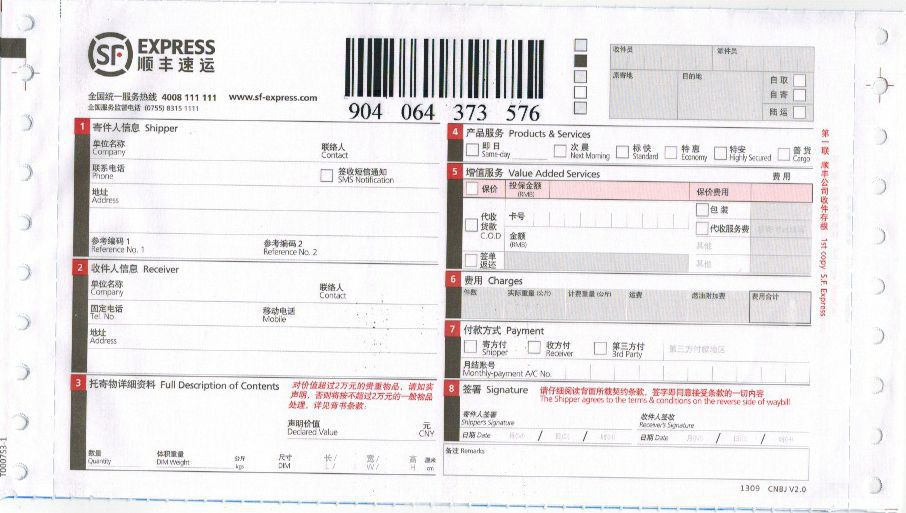 SF EXPRESS
顺丰速运
全国统一服务热线 4008 111 111 www.sf-express.com
全国服务监督电话 (0755) 8315 1111
904 064 373 576
收件员 派件员
原寄地 目的地
自取
自寄
陆运
1 寄件人信息 Shipper
单位名称 联络人
Company Contact
联系电话 签收短信通知
Phone SMS Notification
地址
Address
参考编码 1 参考编码 2
Reference No. 1 Reference No. 2
2 收件人信息 Receiver
单位名称 联络人
Company Contact
固定电话 移动电话
Tel. No Mobile
地址
Address
3 托寄物详细资料 Full Description of Contents
对价值超过2万元的贵重物品，请如实
声明，否则将按不超过2万元的一般物品
处理，详见背书条款；
声明价值 元
Declared Value CNY
数量 体积重量 公斤 尺寸 长/ 宽/ 高 厘米
Quantity DIM Weight kgs DIM L/ W/ H cm
4 产品服务 Products & Services
即日 次晨 标快 特惠 特安 普货
Same-day Next Morning Standard Economy Highly Secured Cargo
5 增值服务 Value Added Services 费用
保价 投保金额 保价费用
(RMB)
代收 卡号 包装
货款
C.O.D 金额 代收服务费
(RMB) 其他
签单
返还 其他
6 费用 Charges
件数 实际重量 (公斤) 计费重量 (公斤) 运费 燃油附加费 费用合计
7 付款方式 Payment
寄方付 收方付 第三方付 第三方付款地区
Shipper Receiver 3rd Party
月结账号
Monthly-payment A/C No.
8 签署 Signature 请仔细阅读背面所载契约条款，签字即同意接受条款的一切内容
The Shipper agrees to the terms & conditions on the reverse side of waybill
寄件人签署 收件人签收
Shipper's Signature Receiver's Signature
日期 Date 月(M) / 日(D) / 时(H) 日期 Date 月(M) / 日(D) / 时(H)
备注 Remarks
1309 CNBJ V2.0
第一联 顺丰公司收件存根 1st copy S.F. Express
T000753-1